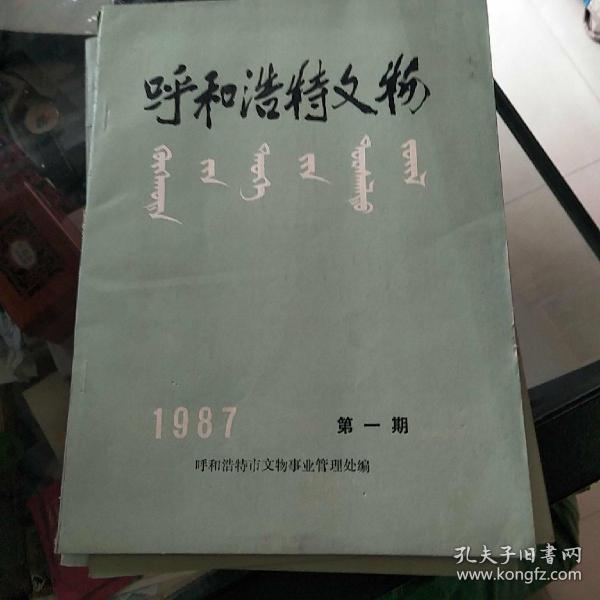 呼和浩特文物
1987 第一期
呼和浩特市文物事业管理处编
孔夫子旧書网
www.kongfz.com